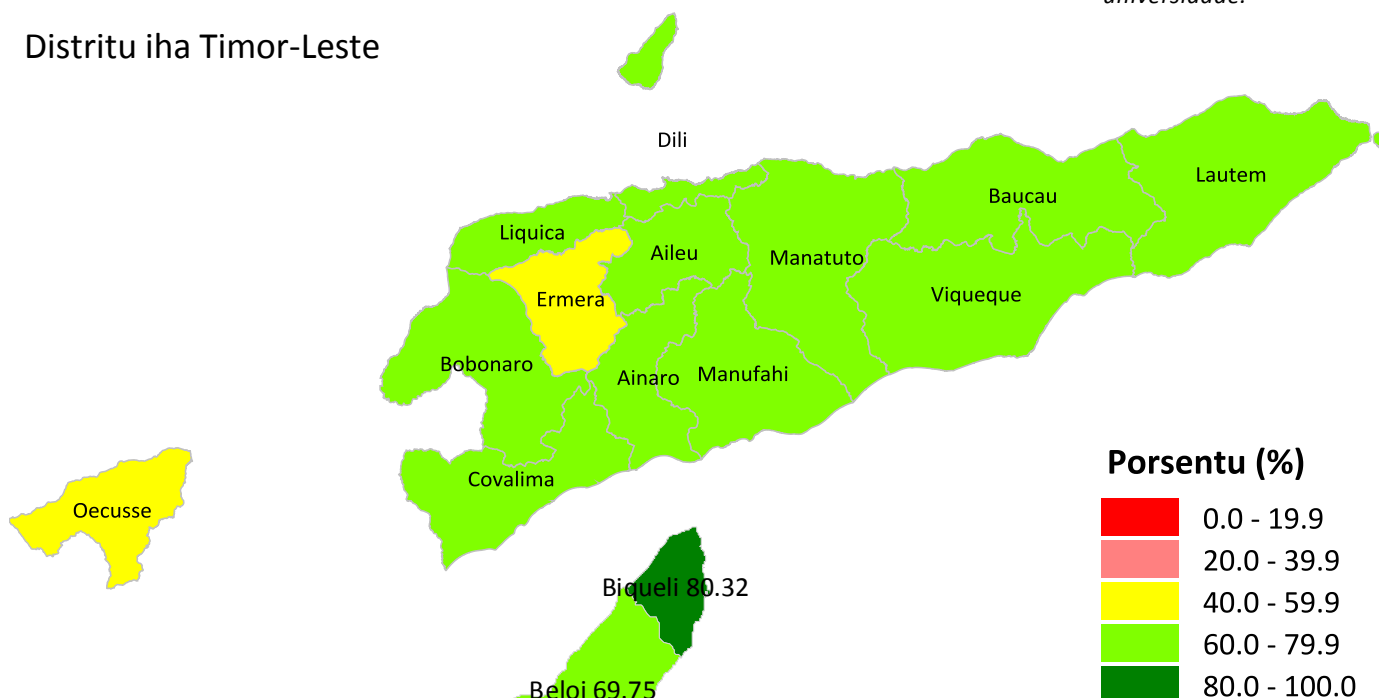 universidade.
Distritu iha Timor-Leste
Dili
Lautem
Baucau
Liquica
Aileu
Manatuto
Viqueque
Ermera
Bobonaro
Ainaro
Manufahi
Covalima
Oecusse
Porsentu (%)
0.0 - 19.9
20.0 - 39.9
40.0 - 59.9
60.0 - 79.9
80.0 - 100.0
Biqueli 80.32
Beloi 69.75